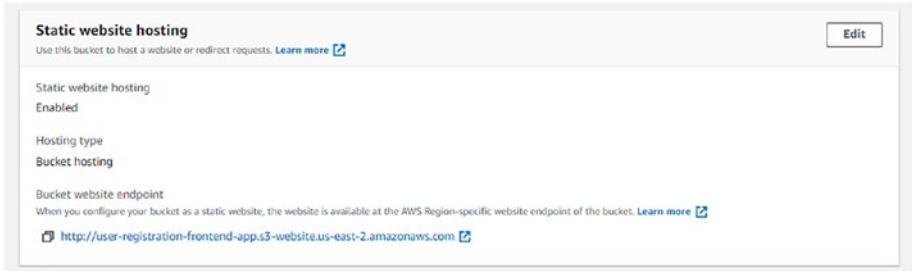 Static website hosting
Edit
Use this bucket to host a website or redirect requests. Learn more
Static website hosting
Enabled
Hosting type
Bucket hosting
Bucket website endpoint
When you configure your bucket as a static website, the website is available at the AWS Region-specific website endpoint of the bucket. Learn more
http://user-registration-frontend-app.s3-website.us-east-2.amazonaws.com